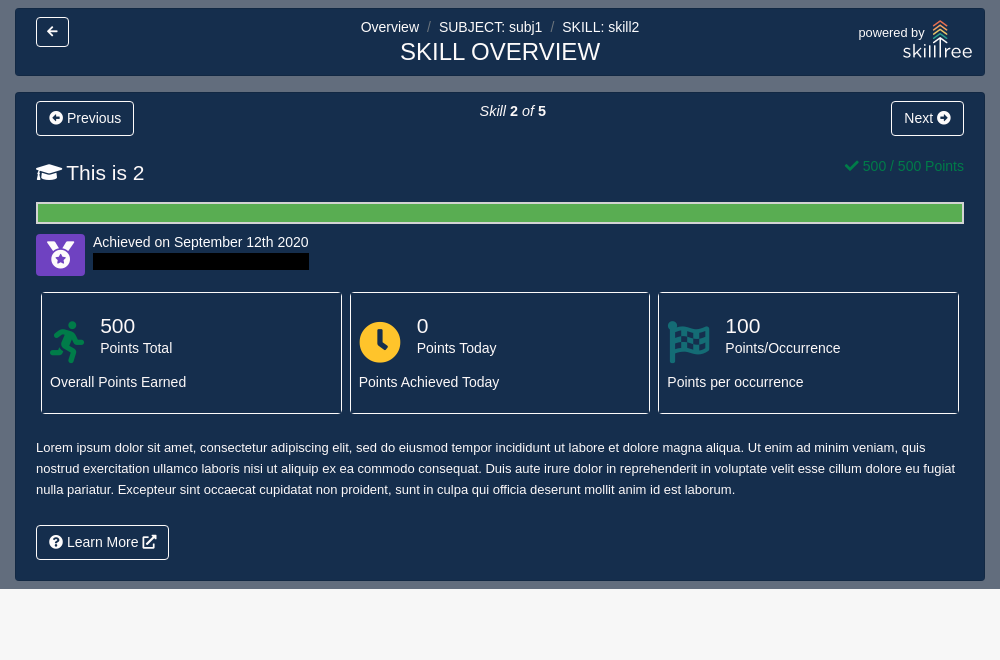 Overview / SUBJECT: subj1 / SKILL: skill2
SKILL OVERVIEW
powered by
skilltree
Previous
Skill 2 of 5
Next
This is 2
500 / 500 Points
Achieved on September 12th 2020
500
Points Total
Overall Points Earned
0
Points Today
Points Achieved Today
100
Points/Occurrence
Points per occurrence
Lorem ipsum dolor sit amet, consectetur adipiscing elit, sed do eiusmod tempor incididunt ut labore et dolore magna aliqua. Ut enim ad minim veniam, quis
nostrud exercitation ullamco laboris nisi ut aliquip ex ea commodo consequat. Duis aute irure dolor in reprehenderit in voluptate velit esse cillum dolore eu fugiat
nulla pariatur. Excepteur sint occaecat cupidatat non proident, sunt in culpa qui officia deserunt mollit anim id est laborum.
Learn More